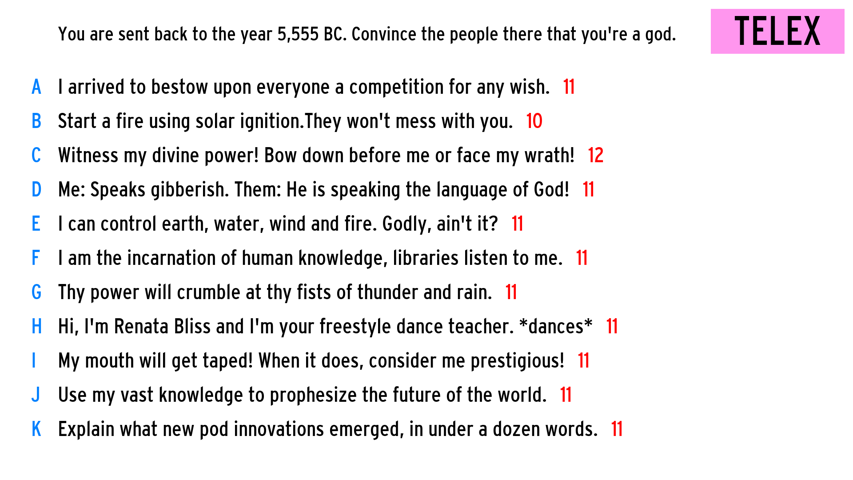 You are sent back to the year 5,555 BC. Convince the people there that you're a god.
TELEX
A I arrived to bestow upon everyone a competition for any wish. 11
B Start a fire using solar ignition.They won't mess with you. 10
C Witness my divine power! Bow down before me or face my wrath! 12
D Me: Speaks gibberish. Them: He is speaking the language of God! 11
E I can control earth, water, wind and fire. Godly, ain't it? 11
F I am the incarnation of human knowledge, libraries listen to me. 11
G Thy power will crumble at thy fists of thunder and rain. 11
H Hi, I'm Renata Bliss and I'm your freestyle dance teacher. *dances* 11
I My mouth will get taped! When it does, consider me prestigious! 11
J Use my vast knowledge to prophesize the future of the world. 11
K Explain what new pod innovations emerged, in under a dozen words. 11